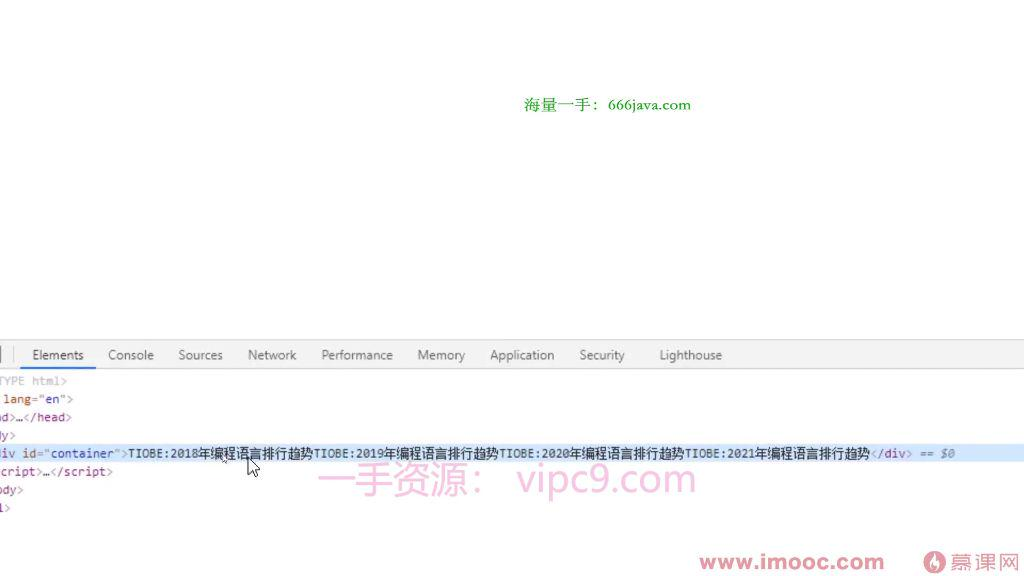 海量一手：666java.com
Elements Console Sources Network Performance Memory Application Security Lighthouse
TYPE html>
lang="en">
d>…</head>
dy>
iv id="container">TIOBE:2018年编程语言排行趋势TIOBE:2019年编程语言排行趋势TIOBE:2020年编程语言排行趋势TIOBE:2021年编程语言排行趋势</div> == $0
cript>…</script>
ody>
l>
一手资源： vipc9.com
www.imooc.com 慕课网